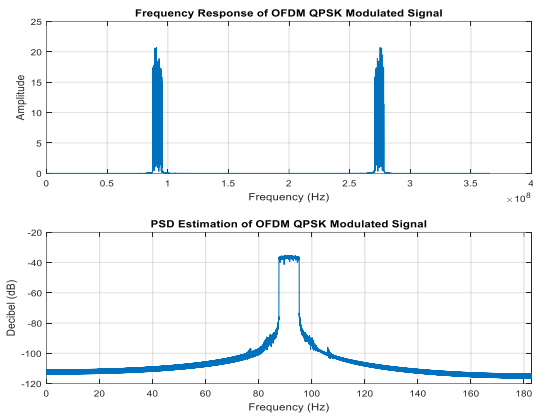 Frequency Response of OFDM QPSK Modulated Signal
25
20
15
10
5
0
Amplitude
0 0.5 1 1.5 2 2.5 3 3.5 4
Frequency (Hz)
×10^8
PSD Estimation of OFDM QPSK Modulated Signal
-20
-40
-60
-80
-100
-120
Decibel (dB)
0 20 40 60 80 100 120 140 160 180
Frequency (Hz)